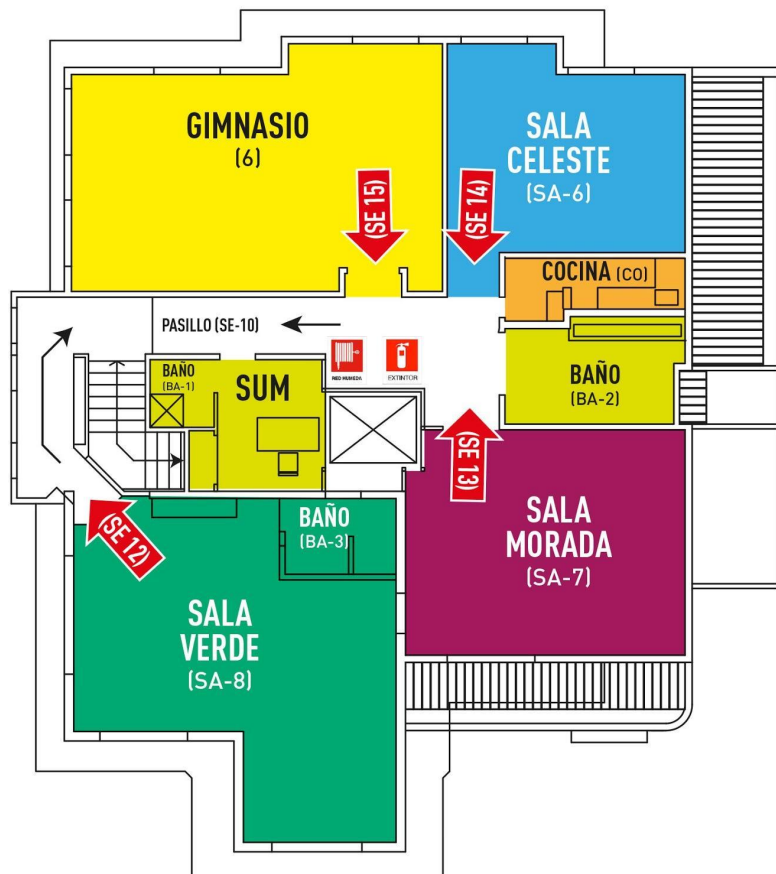 GIMNASIO
(6)
SALA
CELESTE
(SA-6)
(SE 15)
(SE 14)
COCINA (CO)
PASILLO (SE-10)
RED HUMEDA
EXTINTOR
BAÑO
(BA-1)
SUM
BAÑO
(BA-2)
(SE 13)
(SE 12)
BAÑO
(BA-3)
SALA
MORADA
(SA-7)
SALA
VERDE
(SA-8)